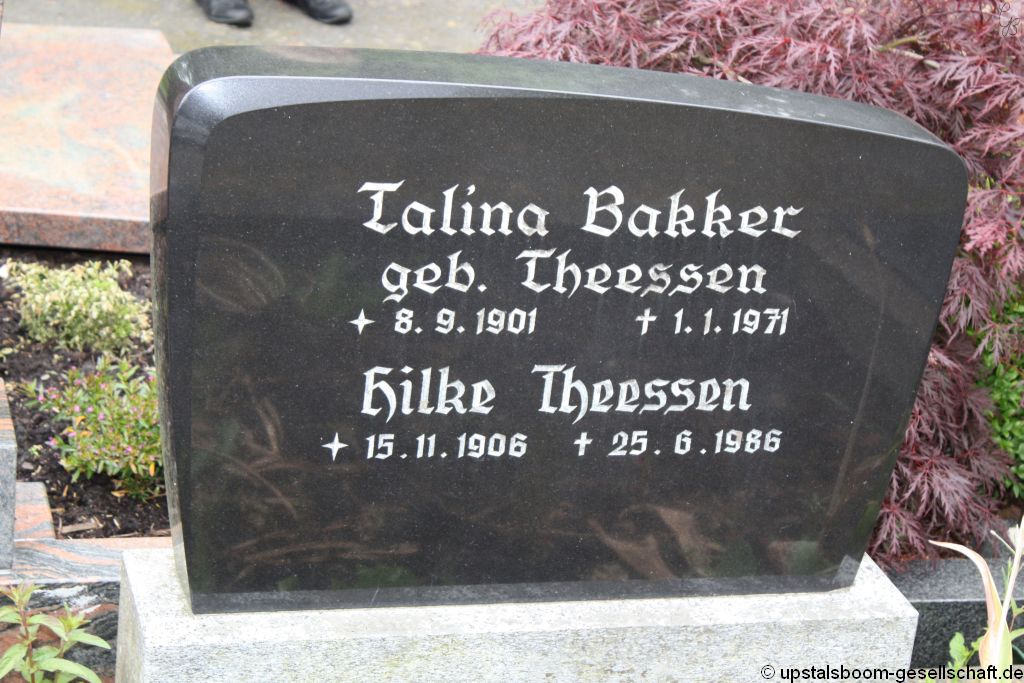 Talina Bakker
geb. Theessen
✦ 8. 9. 1901 † 1. 1. 1971
Hilke Theessen
✦ 15. 11. 1906 † 25. 6. 1986
© upstalsboom-gesellschaft.de